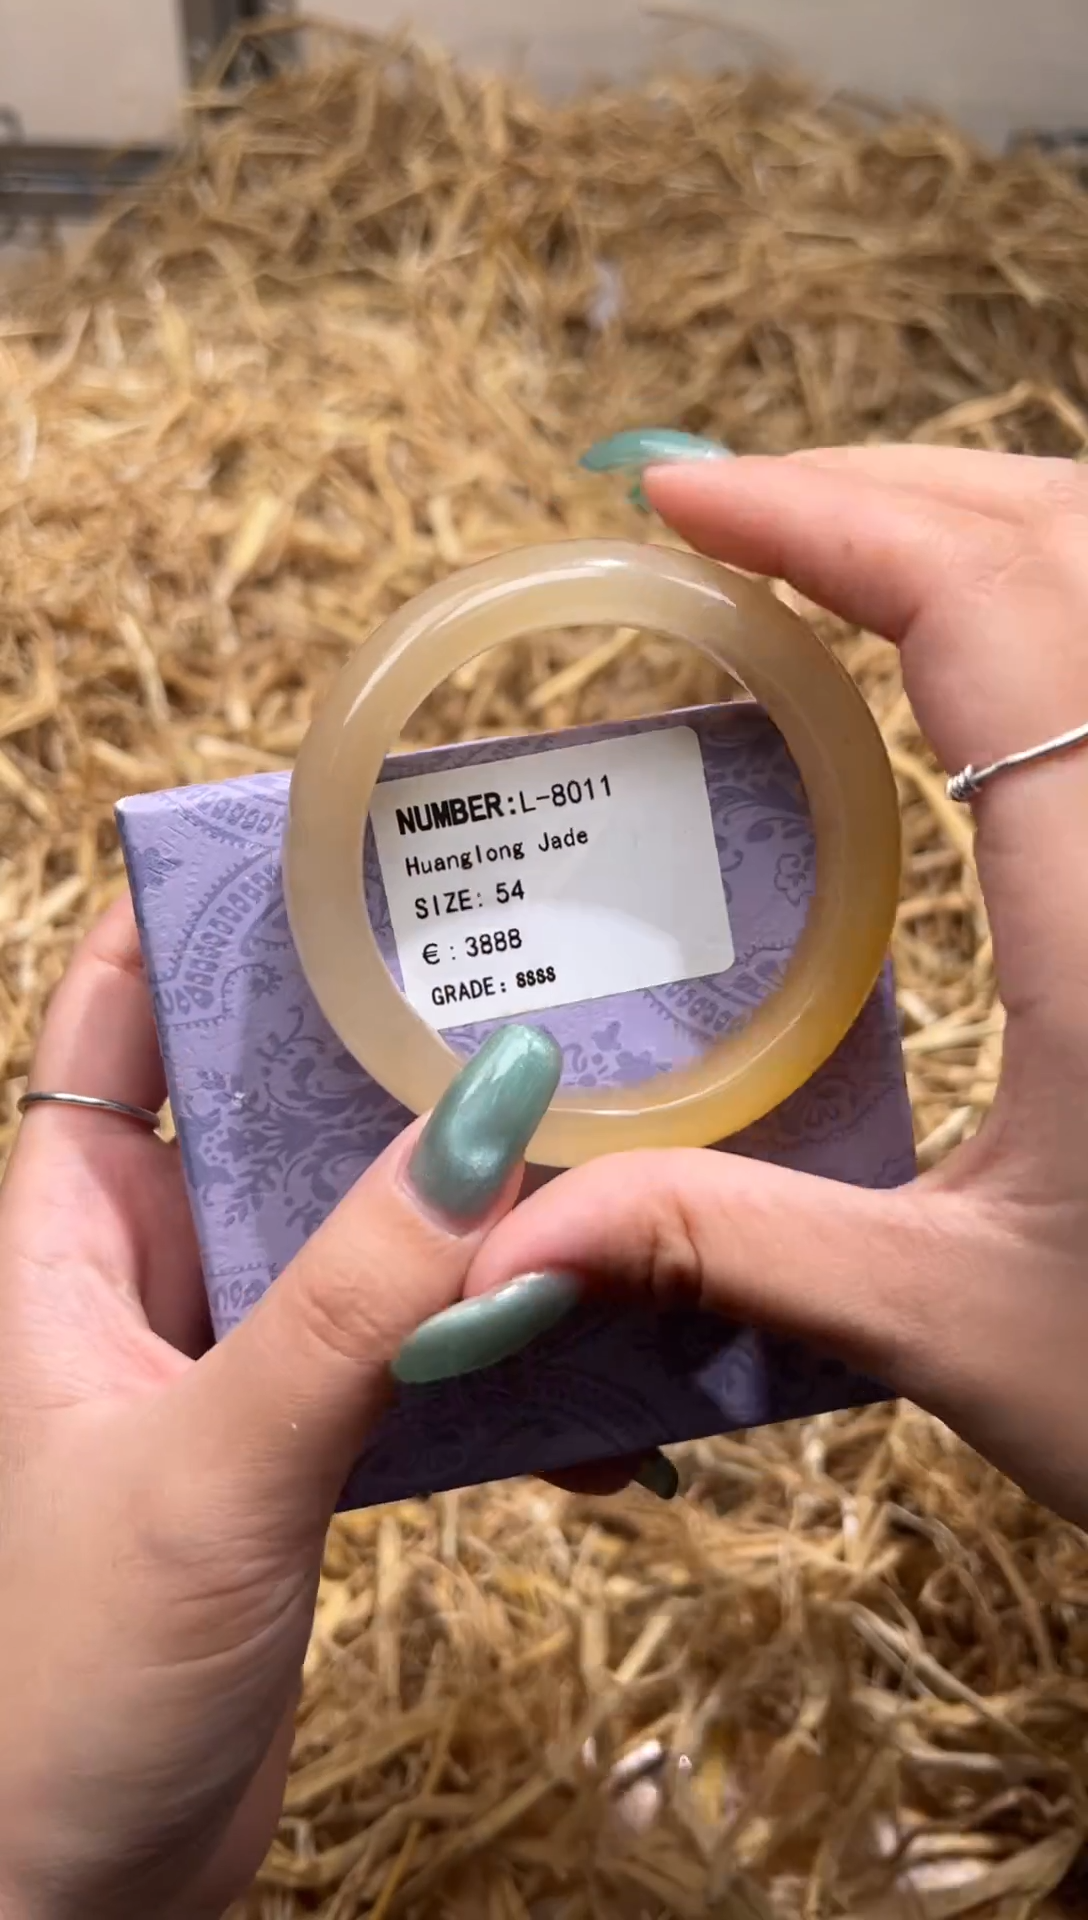 NUMBER:L-8011
Huanglong Jade
SIZE: 54
€: 3888
GRADE: SSSS